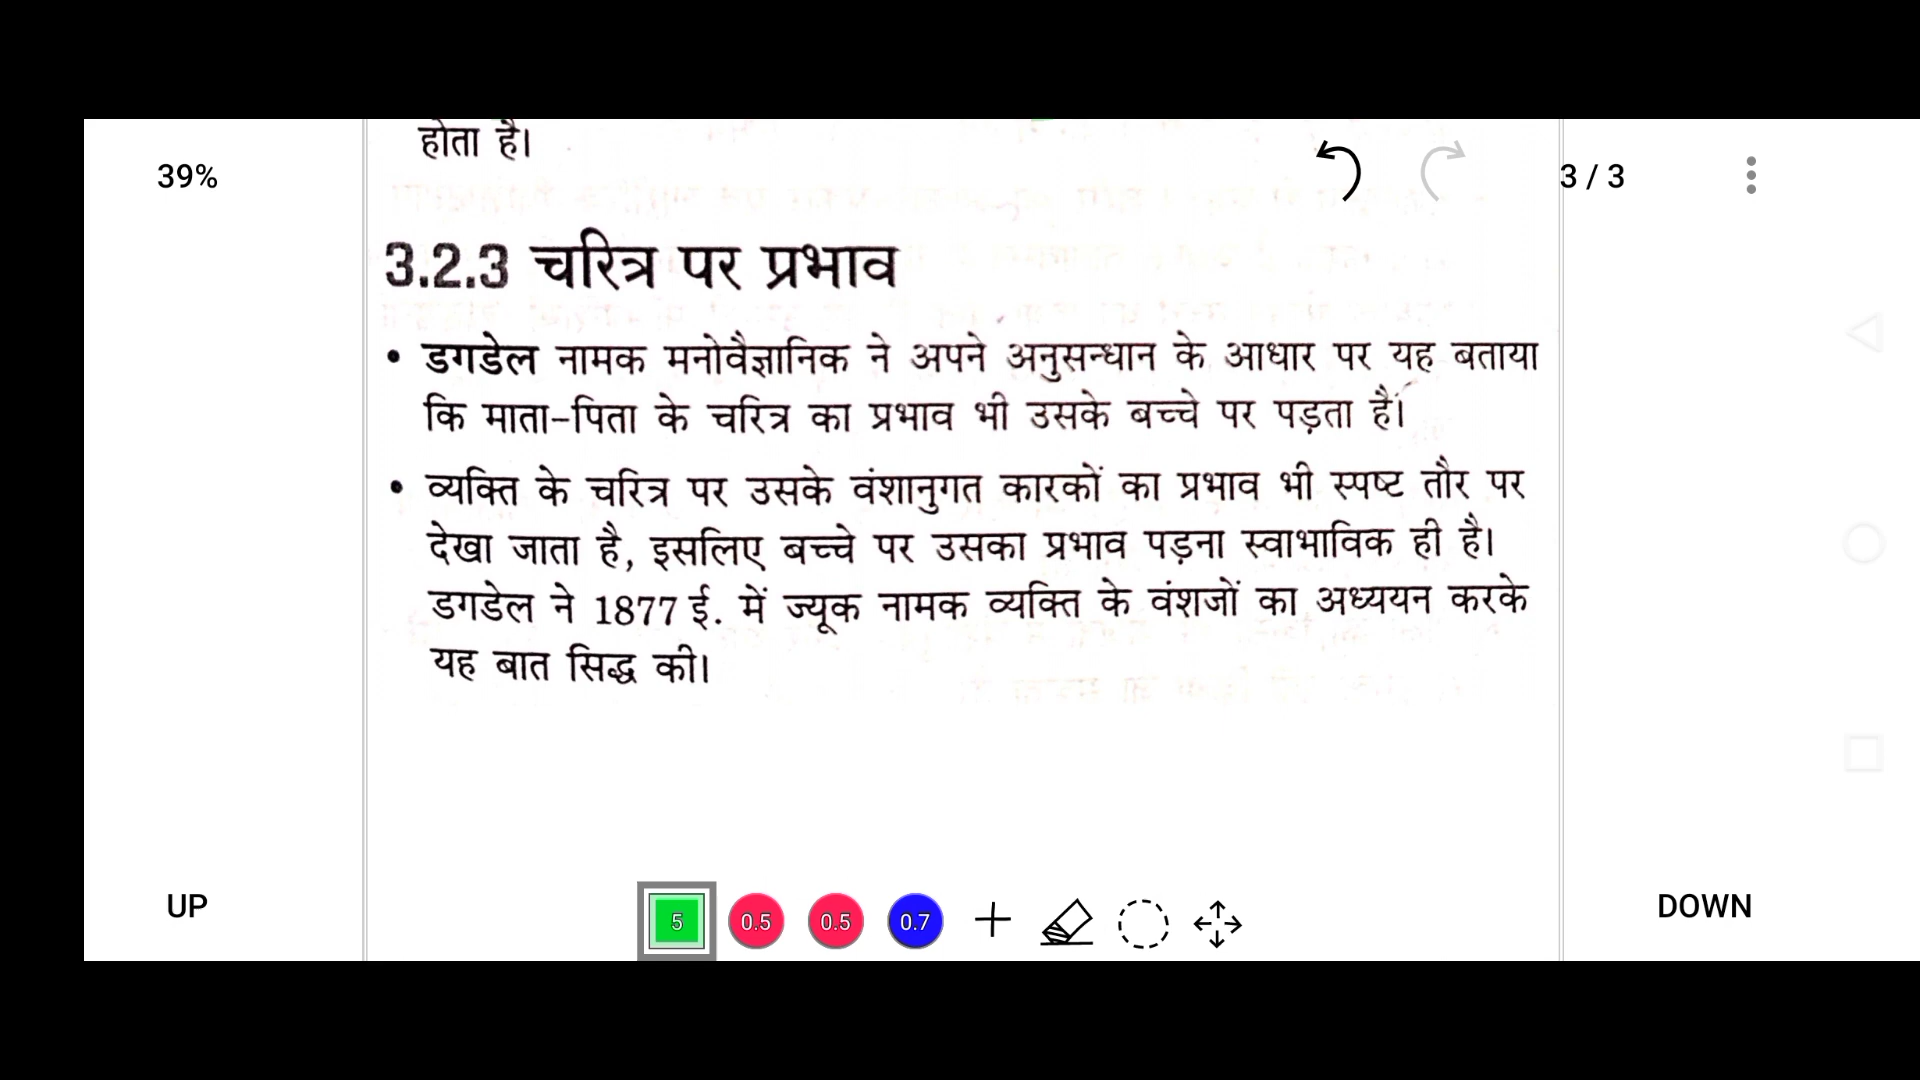 होता है।
39%
3 / 3
3.2.3 चरित्र पर प्रभाव
• डगडेल नामक मनोवैज्ञानिक ने अपने अनुसन्धान के आधार पर यह बताया
कि माता-पिता के चरित्र का प्रभाव भी उसके बच्चे पर पड़ता है।
• व्यक्ति के चरित्र पर उसके वंशानुगत कारकों का प्रभाव भी स्पष्ट तौर पर
देखा जाता है, इसलिए बच्चे पर उसका प्रभाव पड़ना स्वाभाविक ही है।
डगडेल ने 1877 ई. में ज्यूक नामक व्यक्ति के वंशजों का अध्ययन करके
यह बात सिद्ध की।
UP
5
0.5
0.5
0.7
DOWN